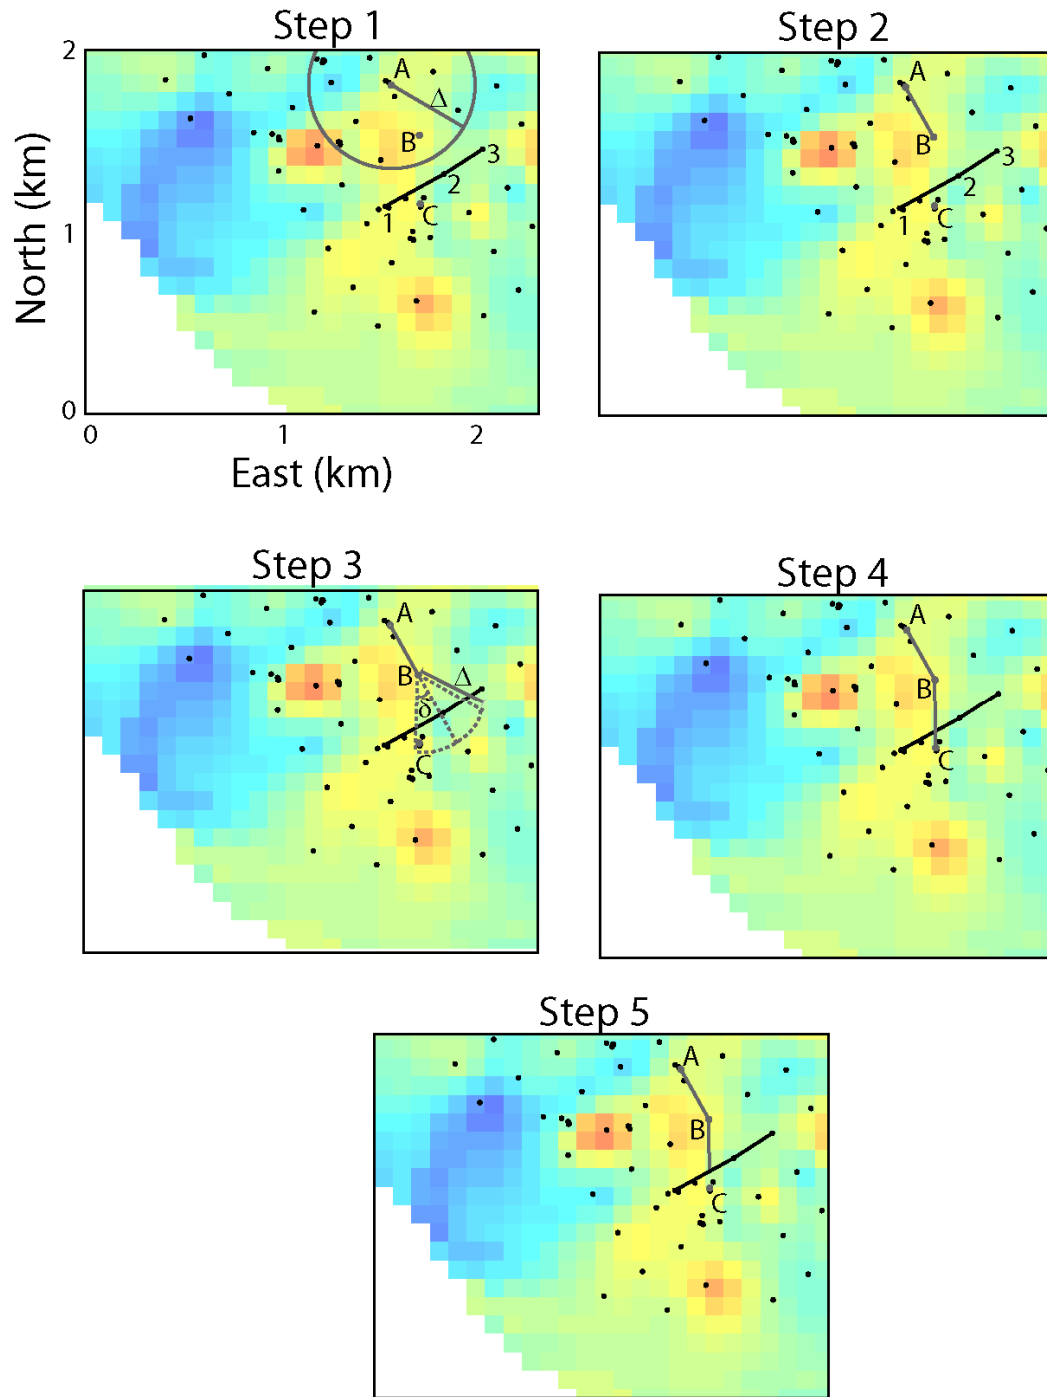 Step 1
Step 2
2
A
Δ
B
3
2
1
C
1
0
0
1
2
North (km)
East (km)
A
B
3
2
1
C
Step 3
Step 4
A
B
Δ
δ
C
A
B
C
Step 5
A
B
C